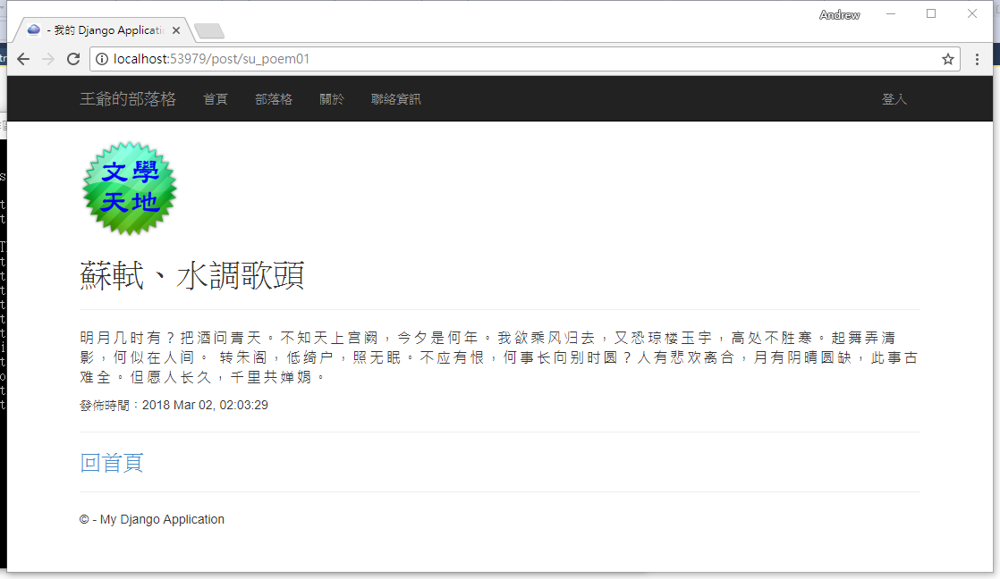 Andrew
- 我的 Django Applicatio
localhost:53979/post/su_poem01
王爺的部落格 首頁 部落格 關於 聯絡資訊 登入
文學
天地
蘇軾、水調歌頭
明月几时有？把酒问青天。不知天上宫阙，今夕是何年。我欲乘风归去，又恐琼楼玉宇，高处不胜寒。起舞弄清
影，何似在人间。 转朱阁，低绮户，照无眠。不应有恨，何事长向别时圆？人有悲欢离合，月有阴晴圆缺，此事古
难全。但愿人长久，千里共婵娟。
發佈時間：2018 Mar 02, 02:03:29
回首頁
© - My Django Application